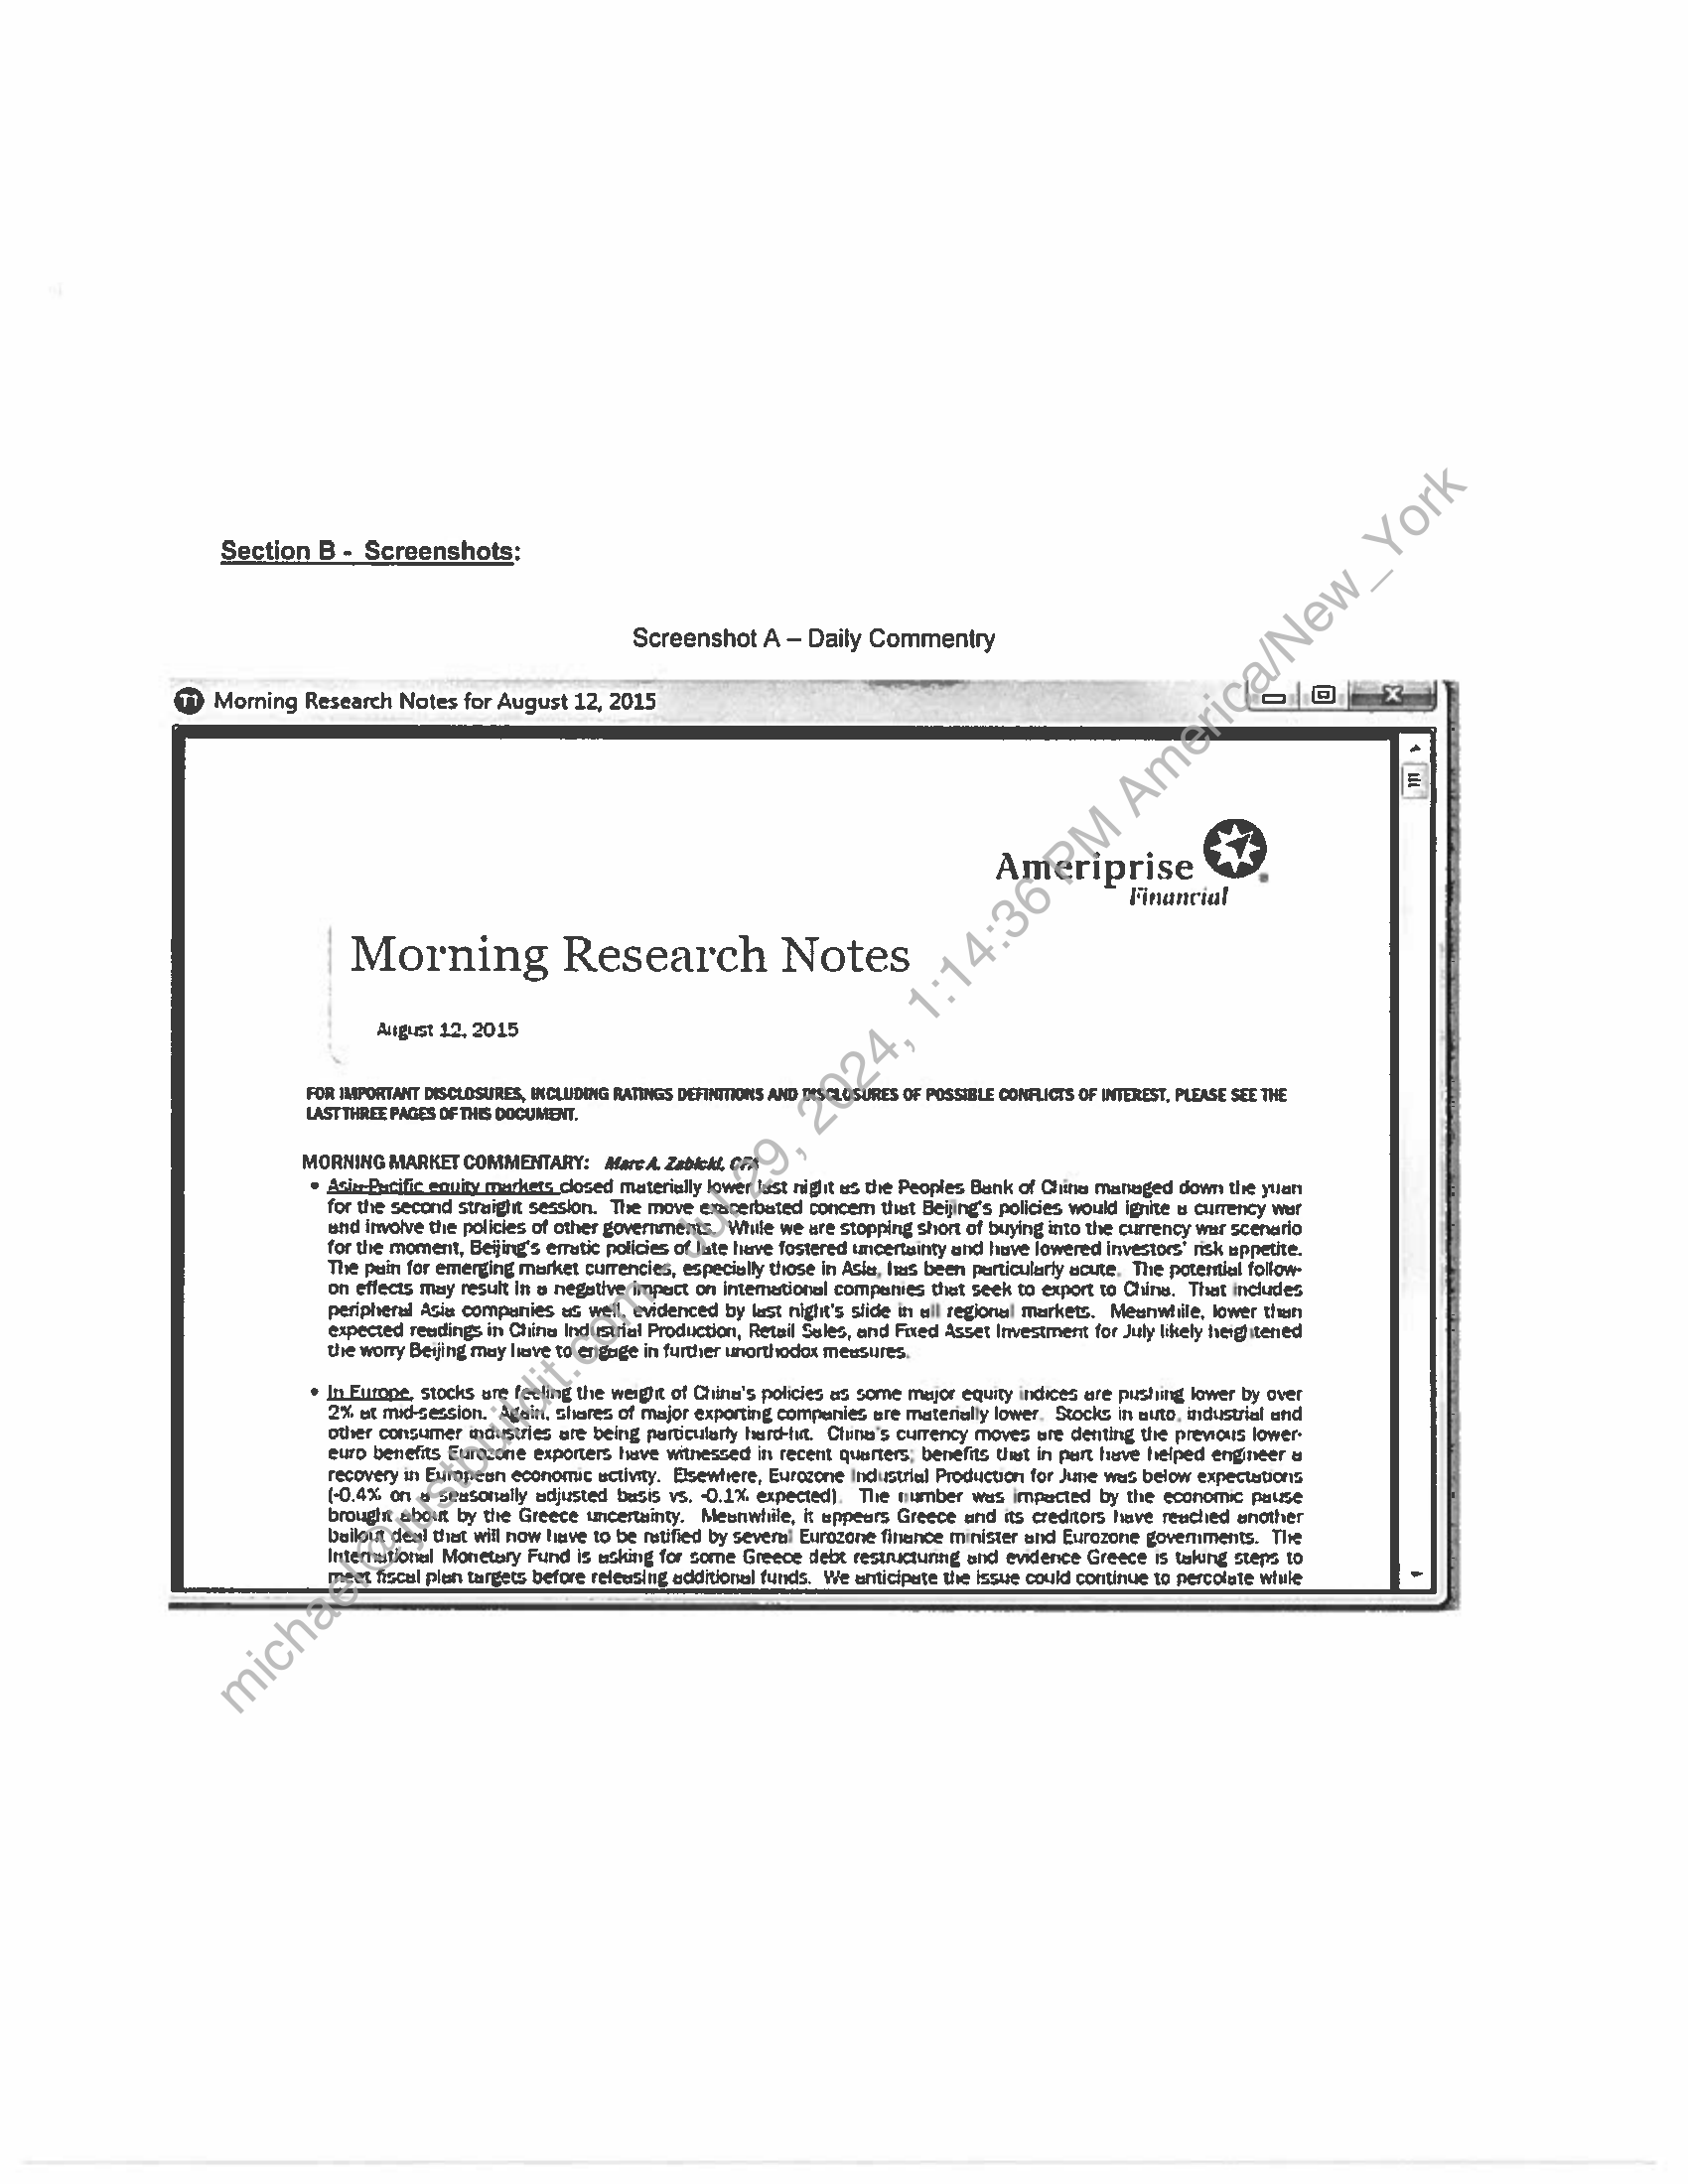 Section B - Screenshots:
Screenshot A – Daily Commentry
T1 Morning Research Notes for August 12, 2015
Ameriprise
Financial
Morning Research Notes
August 12, 2015
FOR IMPORTANT DISCLOSURES, INCLUDING RATINGS DEFINITIONS AND DISCLOSURES OF POSSIBLE CONFLICTS OF INTEREST, PLEASE SEE THE
LAST THREE PAGES OF THIS DOCUMENT.
MORNING MARKET COMMENTARY: Marc A. Zabicki, CFA
• Asia-Pacific equity markets closed materially lower last night as the Peoples Bank of China managed down the yuan
for the second straight session. The move exacerbated concern that Beijing's policies would ignite a currency war
and involve the policies of other governments. While we are stopping short of buying into the currency war scenario
for the moment, Beijing's erratic policies of late have fostered uncertainty and have lowered investors' risk appetite.
The pain for emerging market currencies, especially those in Asia, has been particularly acute. The potential follow-
on effects may result in a negative impact on international companies that seek to export to China. That includes
peripheral Asia companies as well, evidenced by last night's slide in all regional markets. Meanwhile, lower than
expected readings in China Industrial Production, Retail Sales, and Fixed Asset Investment for July likely heightened
the worry Beijing may have to engage in further unorthodox measures.
• In Europe, stocks are feeling the weight of China's policies as some major equity indices are pushing lower by over
2% at mid-session. Again, shares of major exporting companies are materially lower. Stocks in auto, industrial and
other consumer industries are being particularly hard-hit. China's currency moves are denting the previous lower-
euro benefits Eurozone exporters have witnessed in recent quarters; benefits that in part have helped engineer a
recovery in European economic activity. Elsewhere, Eurozone Industrial Production for June was below expectations
(-0.4% on a seasonally adjusted basis vs. -0.1% expected). The number was impacted by the economic pause
brought about by the Greece uncertainty. Meanwhile, it appears Greece and its creditors have reached another
bailout deal that will now have to be ratified by several Eurozone finance minister and Eurozone governments. The
International Monetary Fund is asking for some Greece debt restructuring and evidence Greece is taking steps to
meet fiscal plan targets before releasing additional funds. We anticipate the issue could continue to percolate while
michael@justbuildit.com Jul 29, 2024, 1:14:36 PM America/New_York